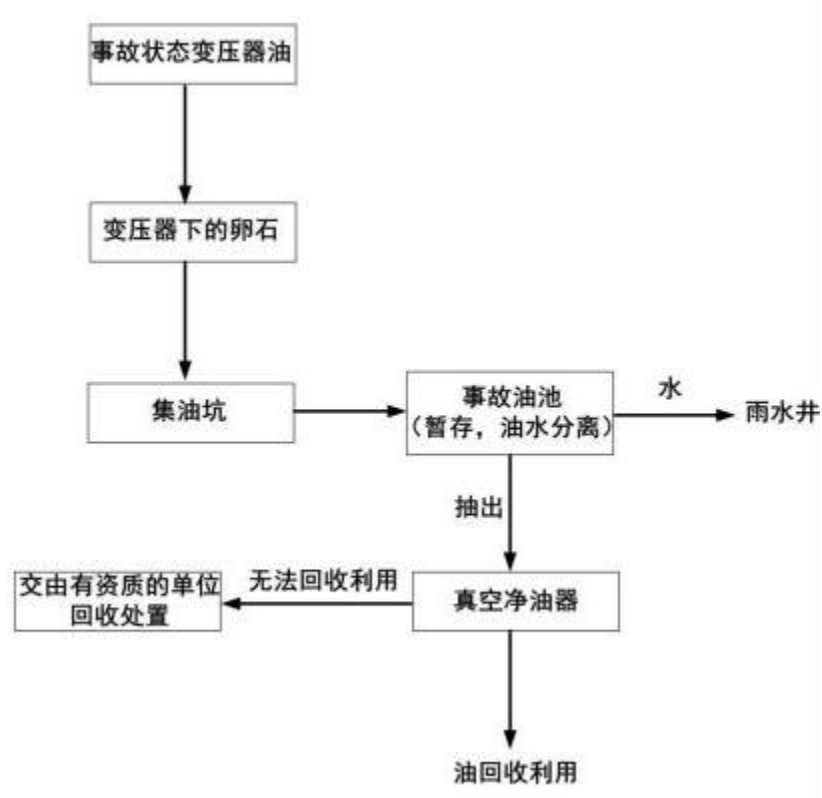 事故状态变压器油
变压器下的卵石
集油坑
事故油池
（暂存，油水分离）
水
雨水井
抽出
交由有资质的单位
回收处置
无法回收利用
真空净油器
油回收利用